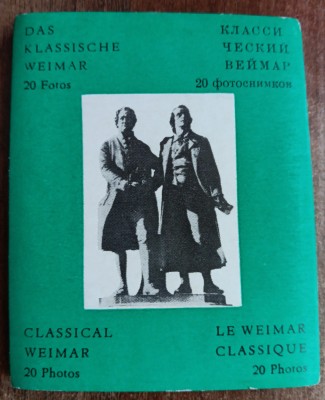 DAS
KLASSISCHE
WEIMAR
20 Fotos
КЛАССИ
ЧЕСКИЙ
ВЕЙМАР
20 фотоснимков
CLASSICAL
WEIMAR
20 Photos
LE WEIMAR
CLASSIQUE
20 Photos